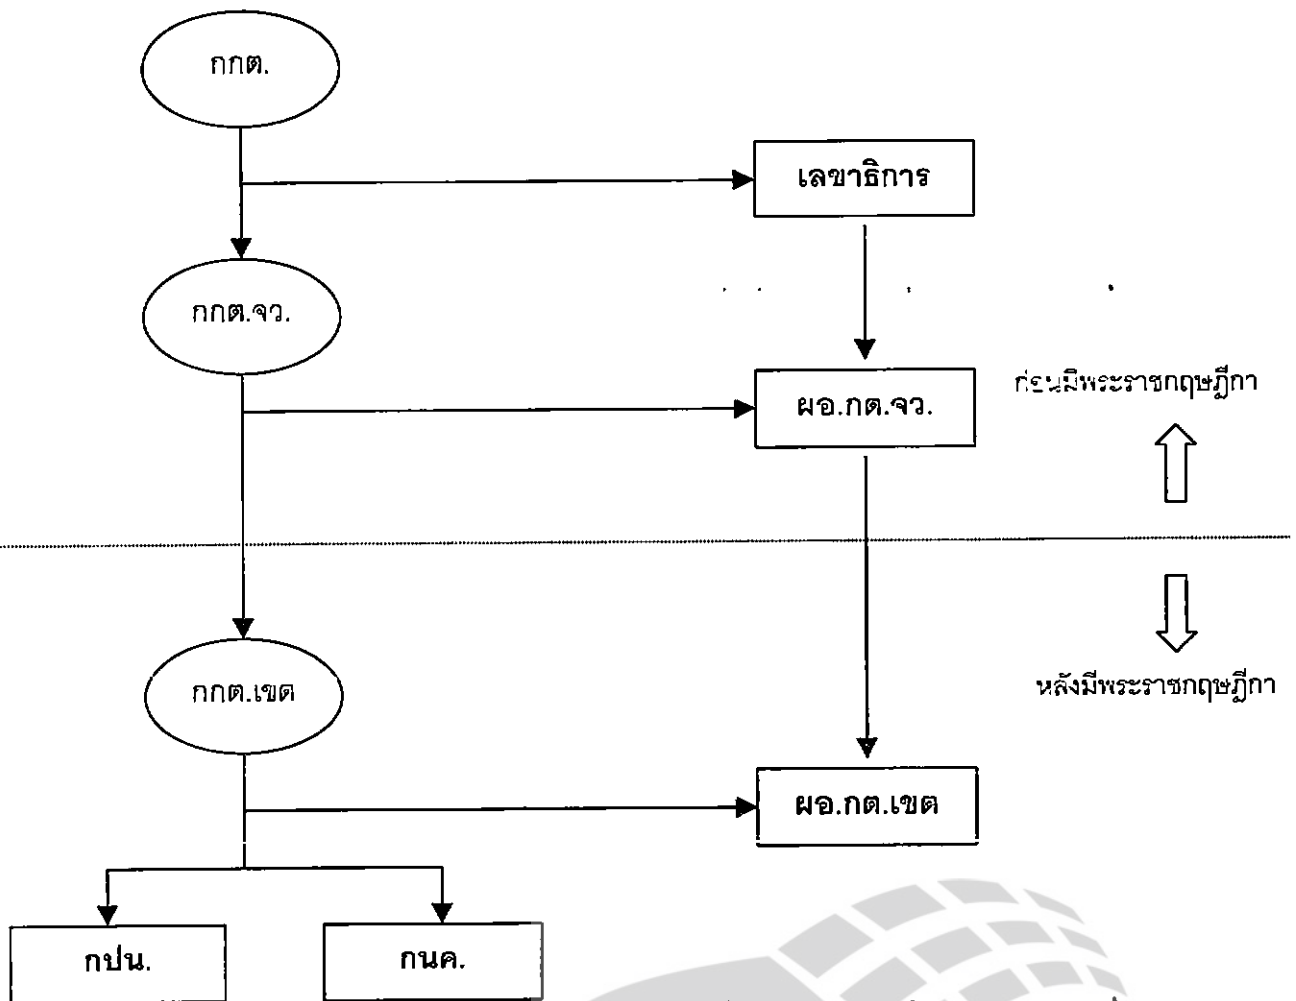 กกต.
เลขาธิการ
กกต.จว.
ก่อนมีพระราชกฤษฎีกา
ผอ.กต.จว.
กกต.เขต
หลังมีพระราชกฤษฎีกา
ผอ.กต.เขต
กปน.
กนค.